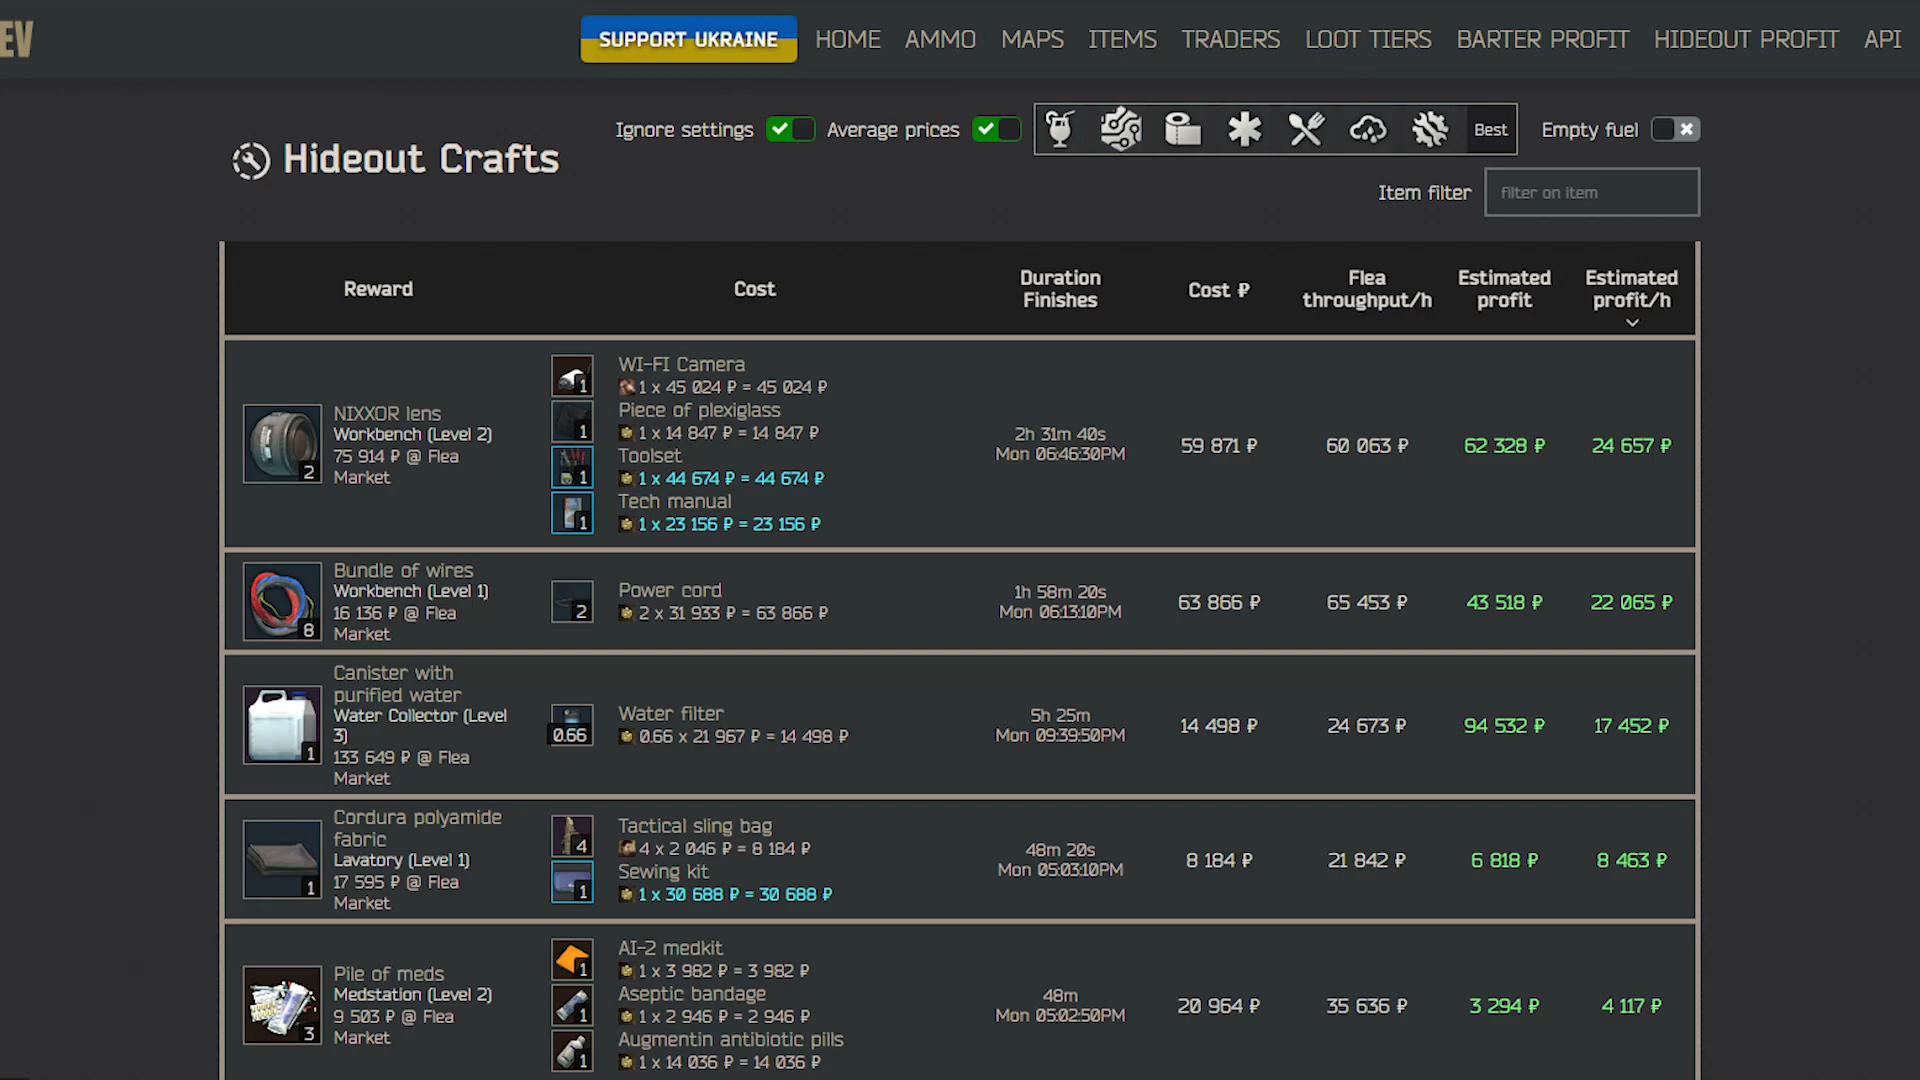 EV
SUPPORT UKRAINE HOME AMMO MAPS ITEMS TRADERS LOOT TIERS BARTER PROFIT HIDEOUT PROFIT API
Hideout Crafts
Ignore settings Average prices Best Empty fuel
Item filter filter on item
Reward Cost Duration Finishes Cost ₽ Flea throughput/h Estimated profit Estimated profit/h
2
NIXXOR lens
Workbench (Level 2)
75 914 ₽ @ Flea
Market
1
WI-FI Camera
1 x 45 024 ₽ = 45 024 ₽
1
Piece of plexiglass
1 x 14 847 ₽ = 14 847 ₽
1
Toolset
1 x 44 674 ₽ = 44 674 ₽
1
Tech manual
1 x 23 156 ₽ = 23 156 ₽
2h 31m 40s
Mon 06:46:30PM
59 871 ₽ 60 063 ₽ 62 328 ₽ 24 657 ₽
8
Bundle of wires
Workbench (Level 1)
16 136 ₽ @ Flea
Market
2
Power cord
2 x 31 933 ₽ = 63 866 ₽
1h 58m 20s
Mon 06:13:10PM
63 866 ₽ 65 453 ₽ 43 518 ₽ 22 065 ₽
1
Canister with
purified water
Water Collector (Level
3)
133 649 ₽ @ Flea
Market
0.66
Water filter
0.66 x 21 967 ₽ = 14 498 ₽
5h 25m
Mon 09:39:50PM
14 498 ₽ 24 673 ₽ 94 532 ₽ 17 452 ₽
1
Cordura polyamide
fabric
Lavatory (Level 1)
17 595 ₽ @ Flea
Market
4
Tactical sling bag
4 x 2 046 ₽ = 8 184 ₽
1
Sewing kit
1 x 30 688 ₽ = 30 688 ₽
48m 20s
Mon 05:03:10PM
8 184 ₽ 21 842 ₽ 6 818 ₽ 8 463 ₽
3
Pile of meds
Medstation (Level 2)
9 503 ₽ @ Flea
Market
1
AI-2 medkit
1 x 3 982 ₽ = 3 982 ₽
1
Aseptic bandage
1 x 2 946 ₽ = 2 946 ₽
1
Augmentin antibiotic pills
1 x 14 036 ₽ = 14 036 ₽
48m
Mon 05:02:50PM
20 964 ₽ 35 636 ₽ 3 294 ₽ 4 117 ₽